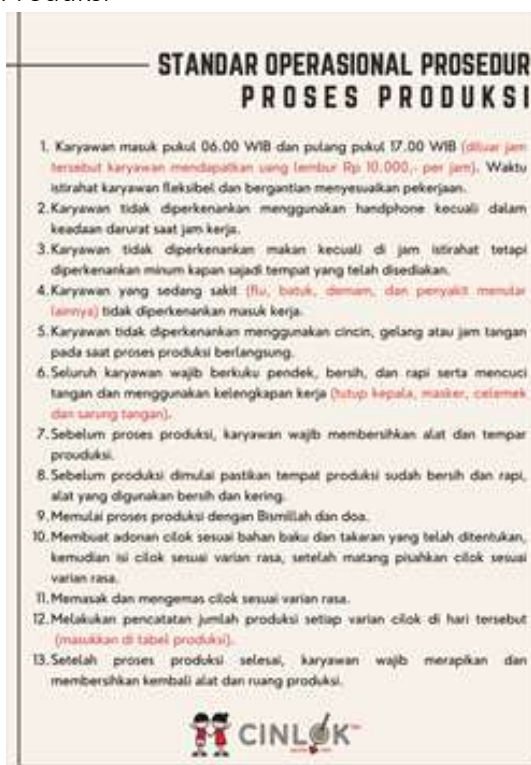 Produksi
STANDAR OPERASIONAL PROSEDUR
PROSES PRODUKSI
1. Karyawan masuk pukul 06.00 WIB dan pulang pukul 17.00 WIB (diluar jam
tersebut karyawan mendapatkan uang lembur Rp 10.000,- per jam). Waktu
istirahat karyawan fleksibel dan bergantian menyesuaikan pekerjaan.
2. Karyawan tidak diperkenankan menggunakan handphone kecuali dalam
keadaan darurat saat jam kerja.
3. Karyawan tidak diperkenankan makan kecuali di jam istirahat tetapi
diperkenankan minum kapan sajadi tempat yang telah disediakan.
4. Karyawan yang sedang sakit (flu, batuk, demam, dan penyakit menular
lainnya) tidak diperkenankan masuk kerja.
5. Karyawan tidak diperkenankan menggunakan cincin, gelang atau jam tangan
pada saat proses produksi berlangsung.
6. Seluruh karyawan wajib berkuku pendek, bersih, dan rapi serta mencuci
tangan dan menggunakan kelengkapan kerja (tutup kepala, masker, celemek
dan sarung tangan).
7. Sebelum proses produksi, karyawan wajib membersihkan alat dan tempar
prouduksi.
8. Sebelum produksi dimulai pastikan tempat produksi sudah bersih dan rapi,
alat yang digunakan bersih dan kering.
9. Memulai proses produksi dengan Bismillah dan doa.
10. Membuat adonan cilok sesuai bahan baku dan takaran yang telah ditentukan,
kemudian isi cilok sesuai varian rasa, setelah matang pisahkan cilok sesuai
varian rasa.
11. Memasak dan mengemas cilok sesuai varian rasa.
12. Melakukan pencatatan jumlah produksi setiap varian cilok di hari tersebut
(masukkan di tabel produksi).
13. Setelah proses produksi selesai, karyawan wajib merapikan dan
membersihkan kembali alat dan ruang produksi.
CINLOK